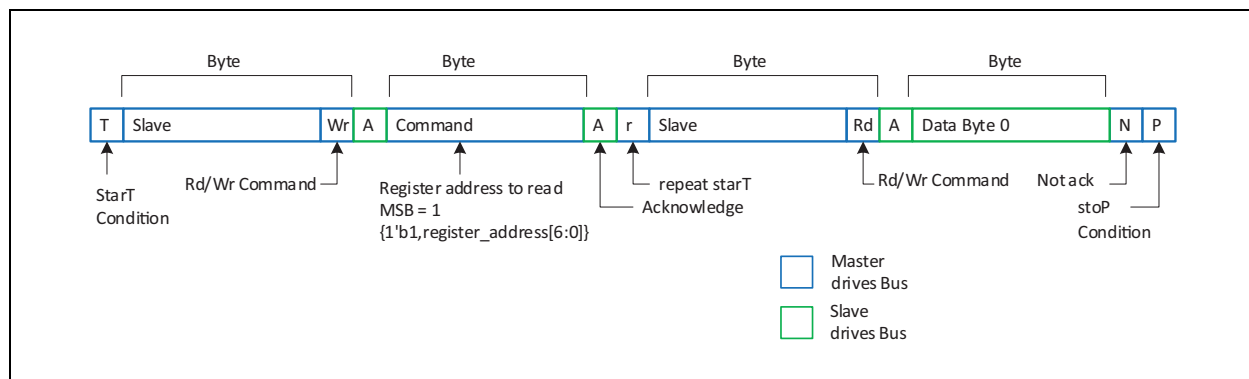 Byte Byte Byte Byte
T Slave Wr A Command A r Slave Rd A Data Byte 0 N P
StarT
Condition
Rd/Wr Command
Register address to read
MSB = 1
{1'b1,register_address[6:0]}
repeat starT
Acknowledge
Rd/Wr Command
Not ack
stoP
Condition
Master
drives Bus
Slave
drives Bus